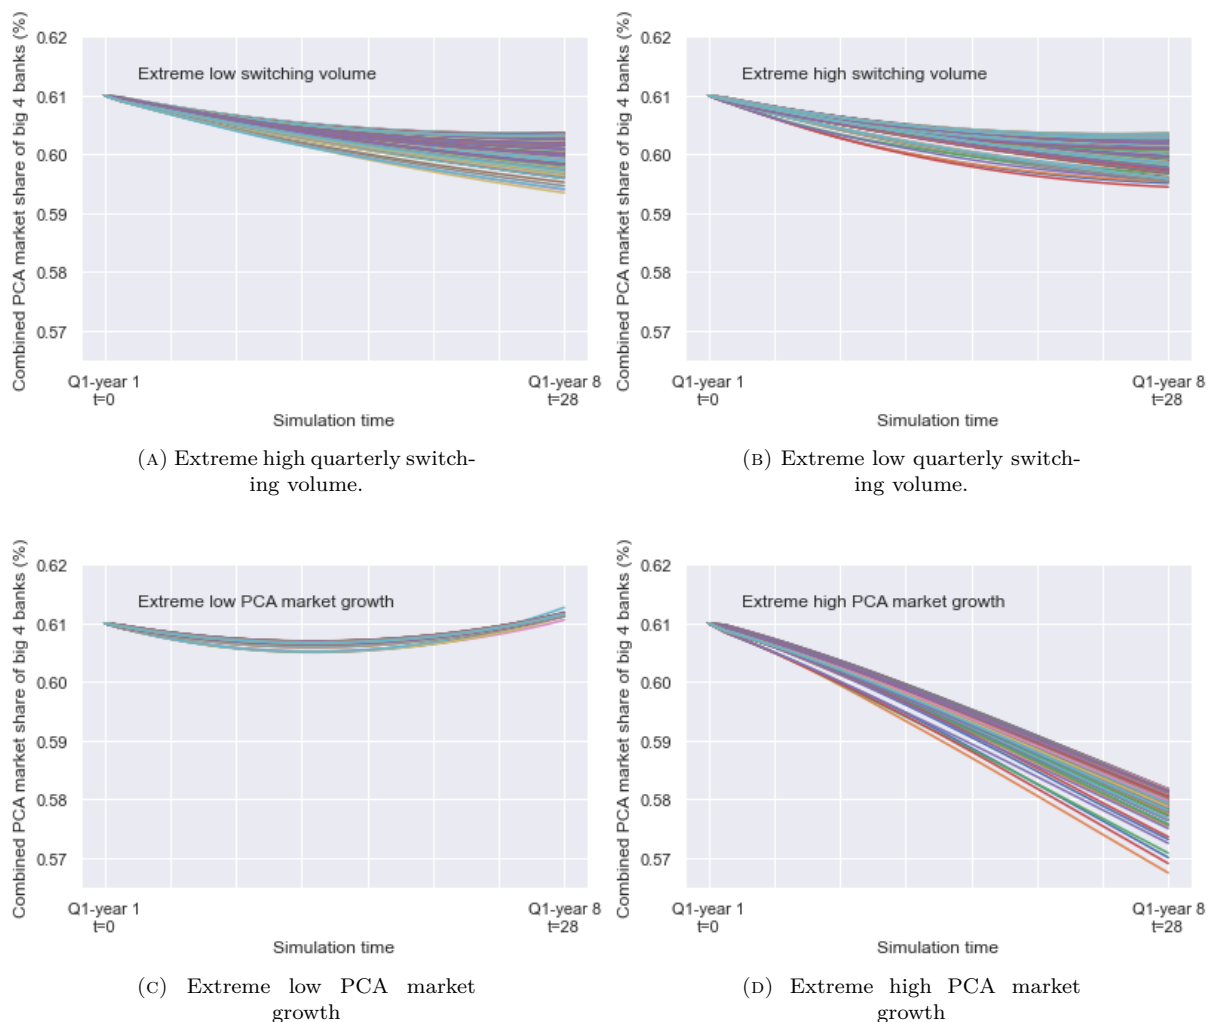 Combined PCA market share of big 4 banks (%)
0.62
0.61
0.60
0.59
0.58
0.57
Extreme low switching volume
Q1-year 1
t=0
Q1-year 8
t=28
Simulation time
(A) Extreme high quarterly switch-
ing volume.
Combined PCA market share of big 4 banks (%)
0.62
0.61
0.60
0.59
0.58
0.57
Extreme high switching volume
Q1-year 1
t=0
Q1-year 8
t=28
Simulation time
(B) Extreme low quarterly switch-
ing volume.
Combined PCA market share of big 4 banks (%)
0.62
0.61
0.60
0.59
0.58
0.57
Extreme low PCA market growth
Q1-year 1
t=0
Q1-year 8
t=28
Simulation time
(C) Extreme low PCA market
growth
Combined PCA market share of big 4 banks (%)
0.62
0.61
0.60
0.59
0.58
0.57
Extreme high PCA market growth
Q1-year 1
t=0
Q1-year 8
t=28
Simulation time
(D) Extreme high PCA market
growth